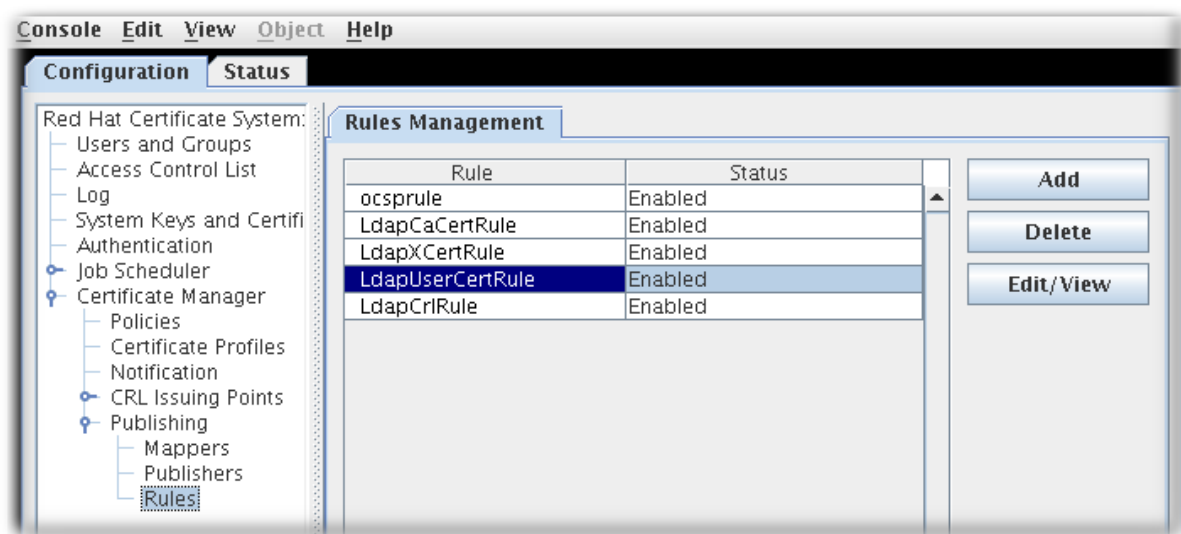 Console Edit View Object Help
Configuration Status
Red Hat Certificate System:
Users and Groups
Access Control List
Log
System Keys and Certifi
Authentication
Job Scheduler
Certificate Manager
Policies
Certificate Profiles
Notification
CRL Issuing Points
Publishing
Mappers
Publishers
Rules
Rules Management
Rule Status
ocsprule Enabled
LdapCaCertRule Enabled
LdapXCertRule Enabled
LdapUserCertRule Enabled
LdapCrlRule Enabled
Add
Delete
Edit/View